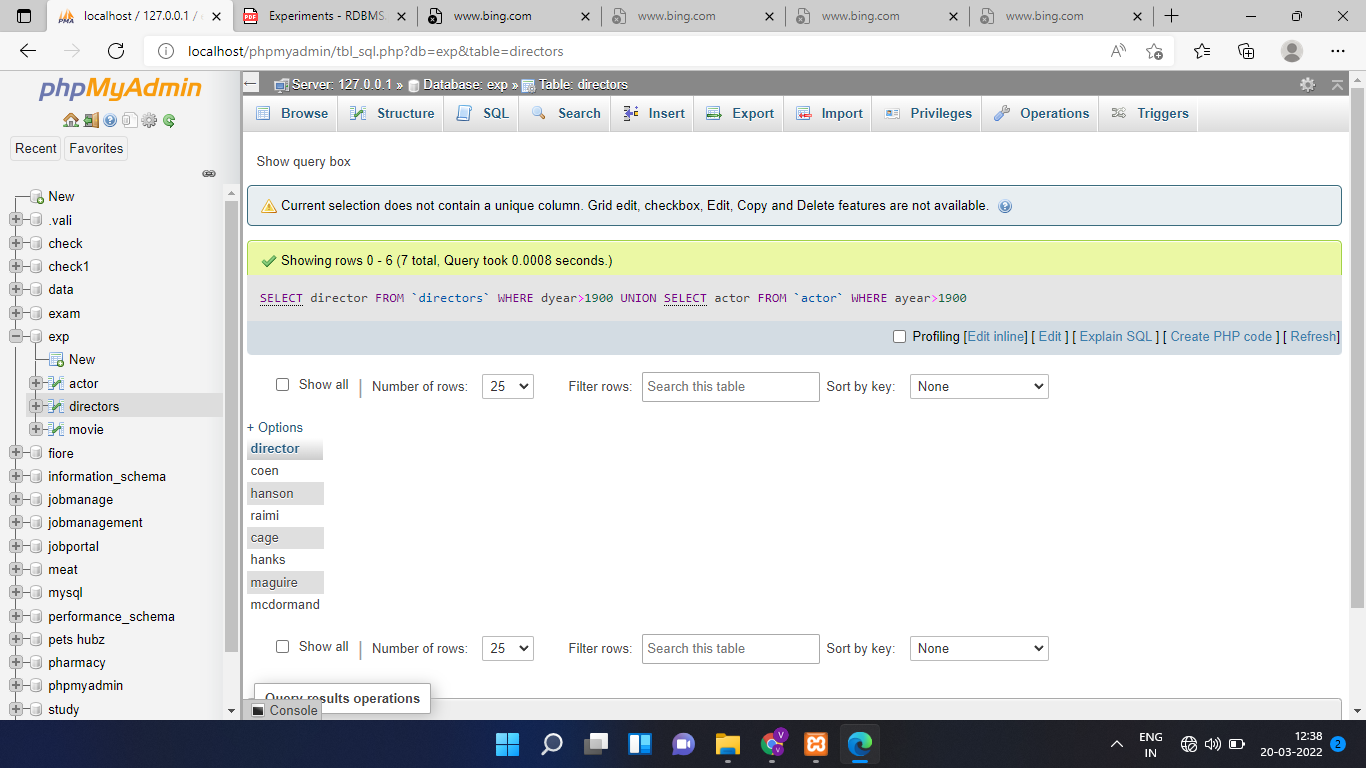 localhost / 127.0.0.1 /
Experiments - RDBMS.
www.bing.com
www.bing.com
www.bing.com
www.bing.com
localhost/phpmyadmin/tbl_sql.php?db=exp&table=directors
phpMyAdmin
Recent
Favorites
New
.vali
check
check1
data
exam
exp
New
actor
directors
movie
fiore
information_schema
jobmanage
jobmanagement
jobportal
meat
mysql
performance_schema
pets hubz
pharmacy
phpmyadmin
study
Server: 127.0.0.1 » Database: exp » Table: directors
Browse Structure SQL Search Insert Export Import Privileges Operations Triggers
Show query box
Current selection does not contain a unique column. Grid edit, checkbox, Edit, Copy and Delete features are not available.
Showing rows 0 - 6 (7 total, Query took 0.0008 seconds.)
SELECT director FROM `directors` WHERE dyear>1900 UNION SELECT actor FROM `actor` WHERE ayear>1900
Profiling [Edit inline] [ Edit ] [ Explain SQL ] [ Create PHP code ] [ Refresh]
Show all | Number of rows: 25 Filter rows: Search this table Sort by key: None
+ Options
director
coen
hanson
raimi
cage
hanks
maguire
mcdormand
Show all | Number of rows: 25 Filter rows: Search this table Sort by key: None
Query results operations
Console
ENG
IN
12:38
20-03-2022
2